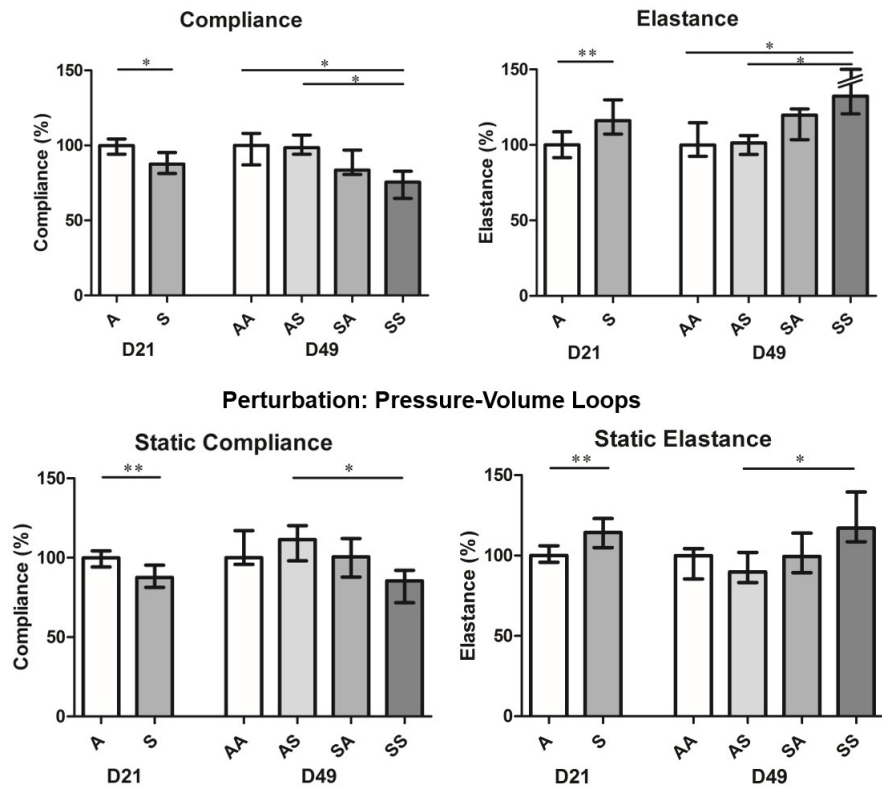 Compliance
Elastance
* * *
** * *
Compliance (%)
150
100
50
0
A S AA AS SA SS
D21 D49
Elastance (%)
150
100
50
0
A S AA AS SA SS
D21 D49
Perturbation: Pressure-Volume Loops
Static Compliance
Static Elastance
** *
** *
Compliance (%)
150
100
50
0
A S AA AS SA SS
D21 D49
Elastance (%)
150
100
50
0
A S AA AS SA SS
D21 D49